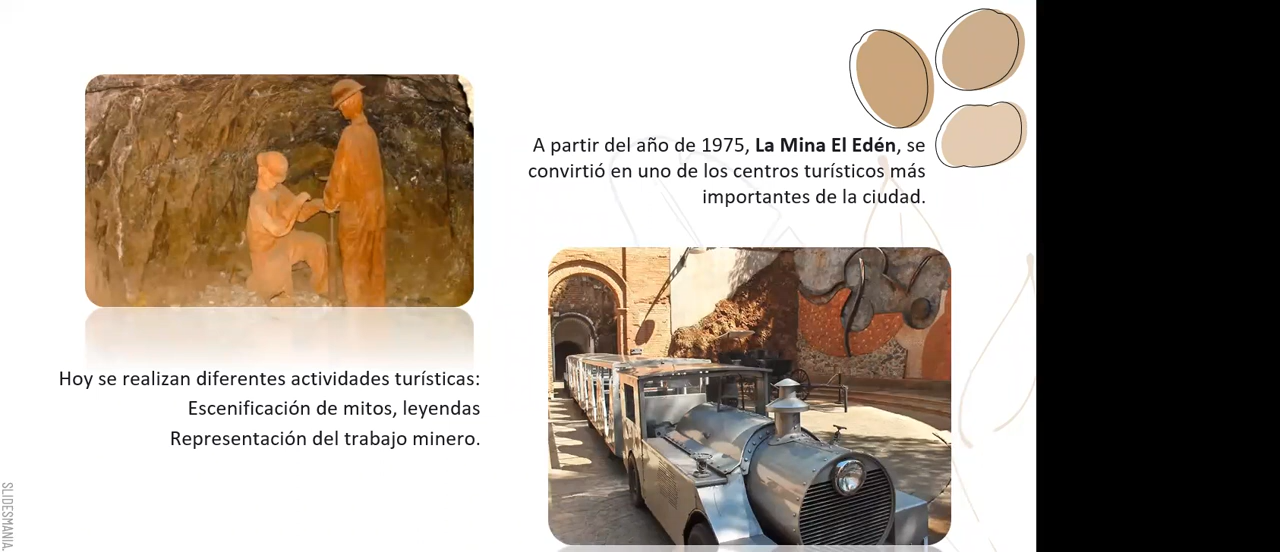 A partir del año de 1975, La Mina El Edén, se
convirtió en uno de los centros turísticos más
importantes de la ciudad.
Hoy se realizan diferentes actividades turísticas:
Escenificación de mitos, leyendas
Representación del trabajo minero.
SLIDESMANIA